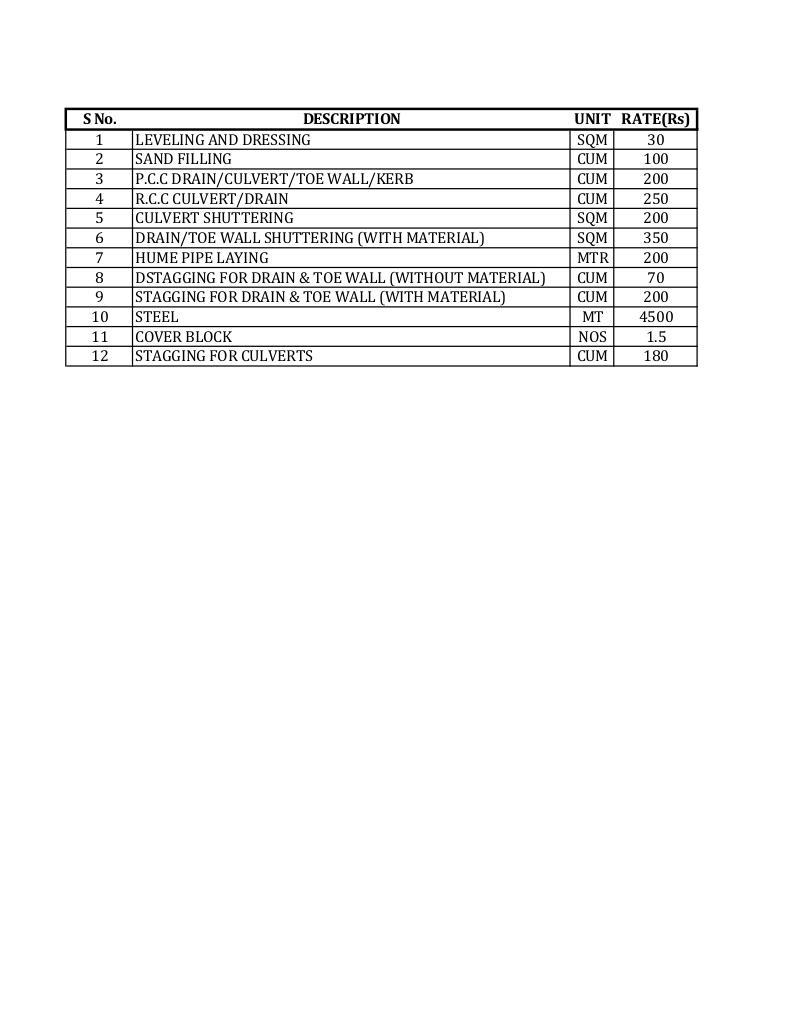 S No. DESCRIPTION UNIT RATE(Rs)
1 LEVELING AND DRESSING SQM 30
2 SAND FILLING CUM 100
3 P.C.C DRAIN/CULVERT/TOE WALL/KERB CUM 200
4 R.C.C CULVERT/DRAIN CUM 250
5 CULVERT SHUTTERING SQM 200
6 DRAIN/TOE WALL SHUTTERING (WITH MATERIAL) SQM 350
7 HUME PIPE LAYING MTR 200
8 DSTAGGING FOR DRAIN & TOE WALL (WITHOUT MATERIAL) CUM 70
9 STAGGING FOR DRAIN & TOE WALL (WITH MATERIAL) CUM 200
10 STEEL MT 4500
11 COVER BLOCK NOS 1.5
12 STAGGING FOR CULVERTS CUM 180